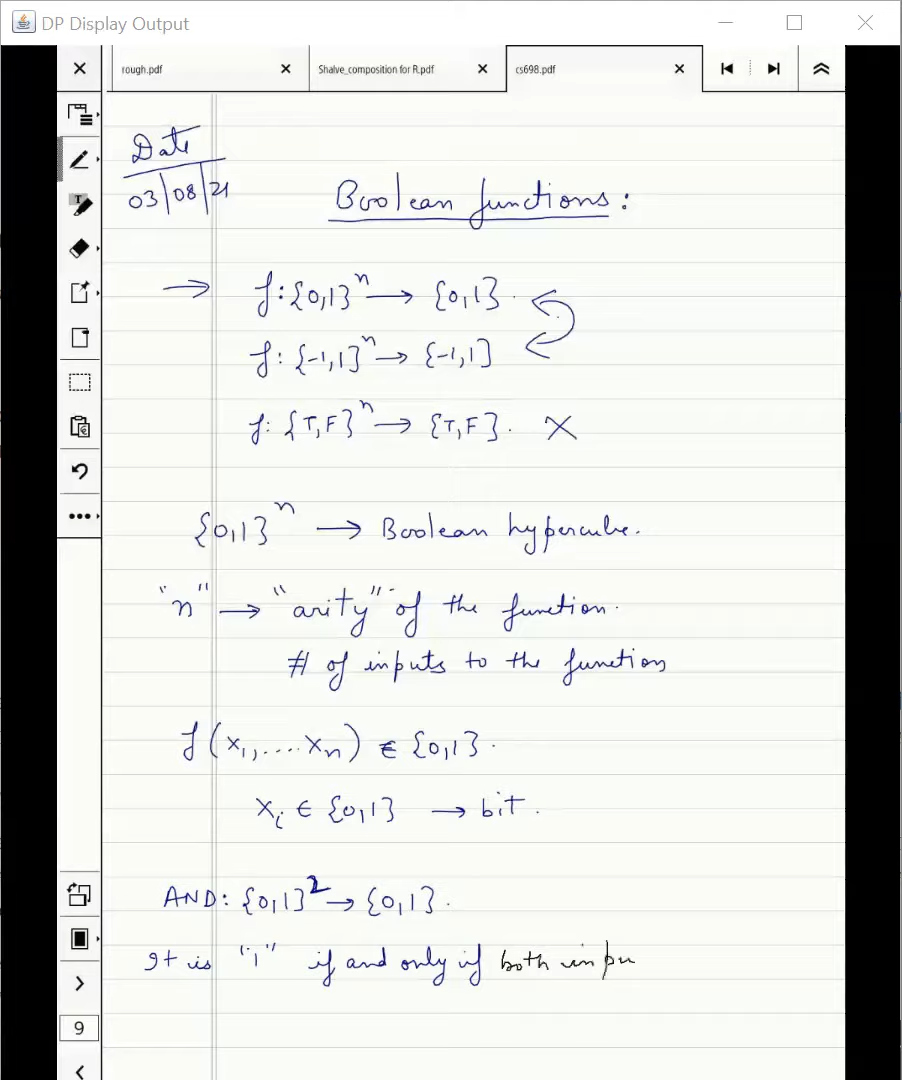 DP Display Output
rough.pdf
Shalve_composition for R.pdf
cs698.pdf
Date
03|08|21
Boolean functions:
→ f:{0,1}ⁿ → {0,1}.
f: {-1,1}ⁿ → {-1,1}
f: {T,F}ⁿ → {T,F}. X
{0,1}ⁿ → Boolean hypercube.
"n" → "arity" of the function.
# of inputs to the function
f(x₁,....xₙ) ∈ {0,1}.
xᵢ ∈ {0,1} → bit.
AND: {0,1}² → {0,1}.
It is "1" if and only if both inpu
9